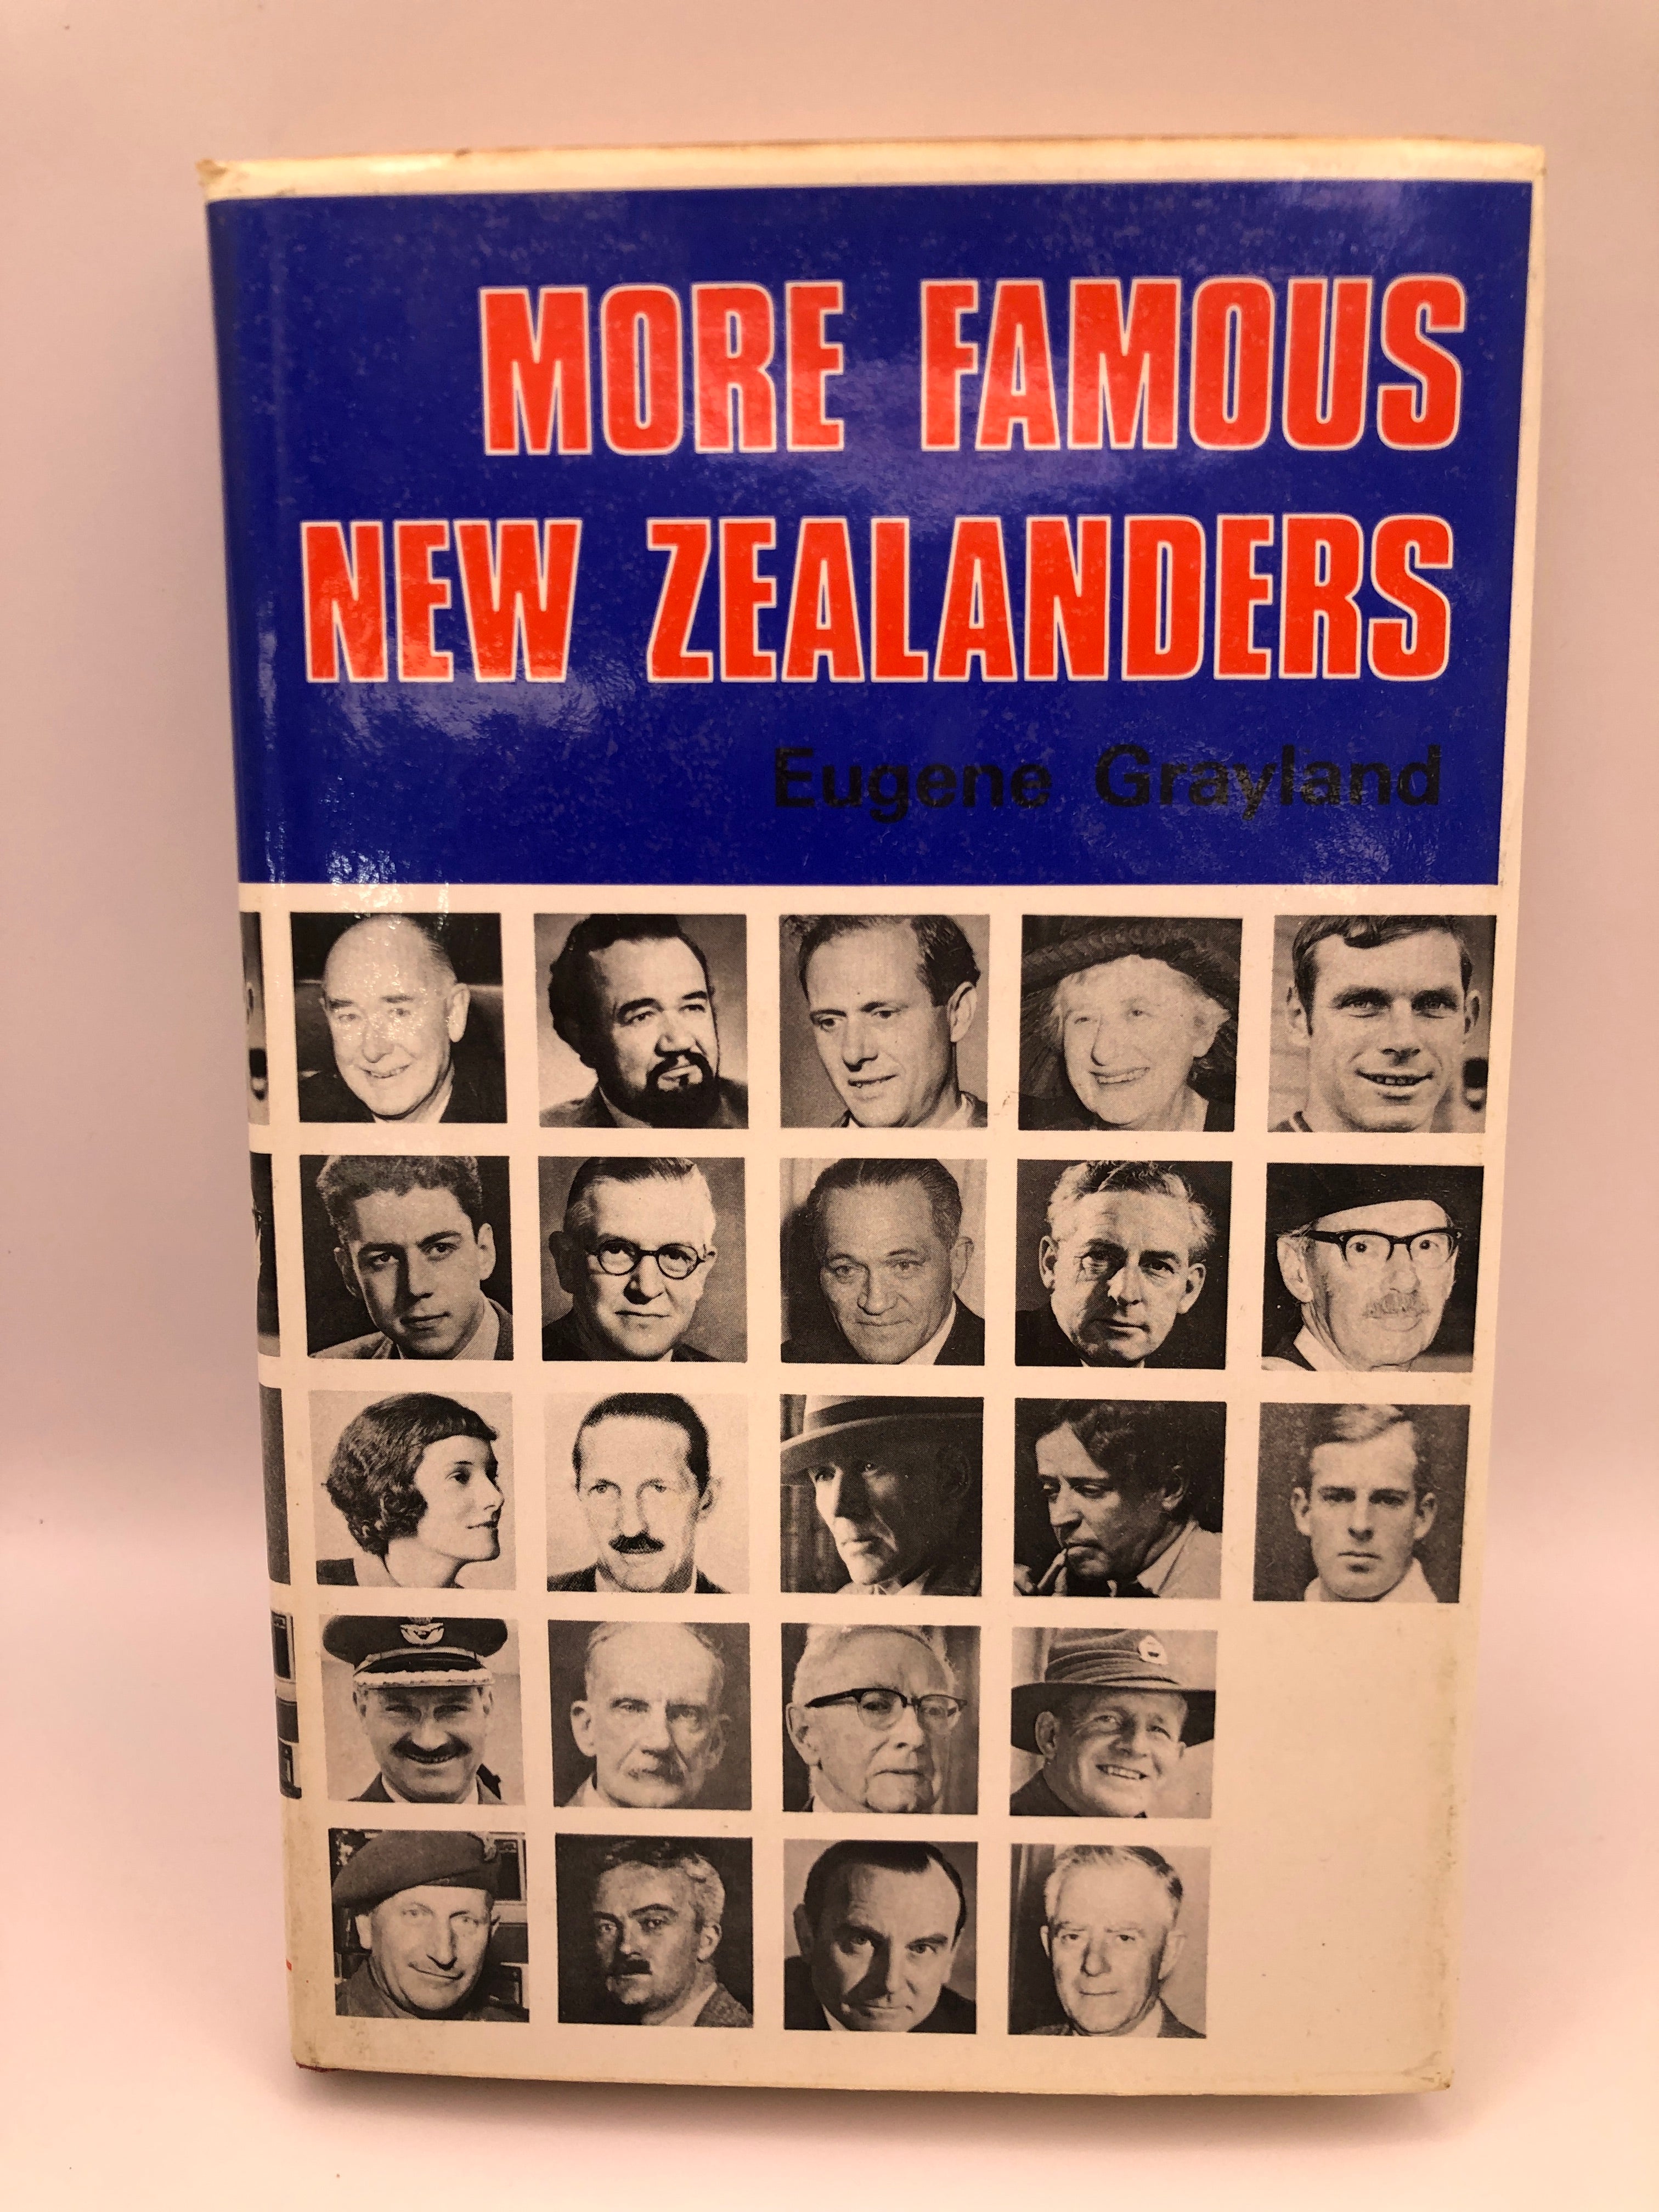 MORE FAMOUS
NEW ZEALANDERS
Eugene Grayland